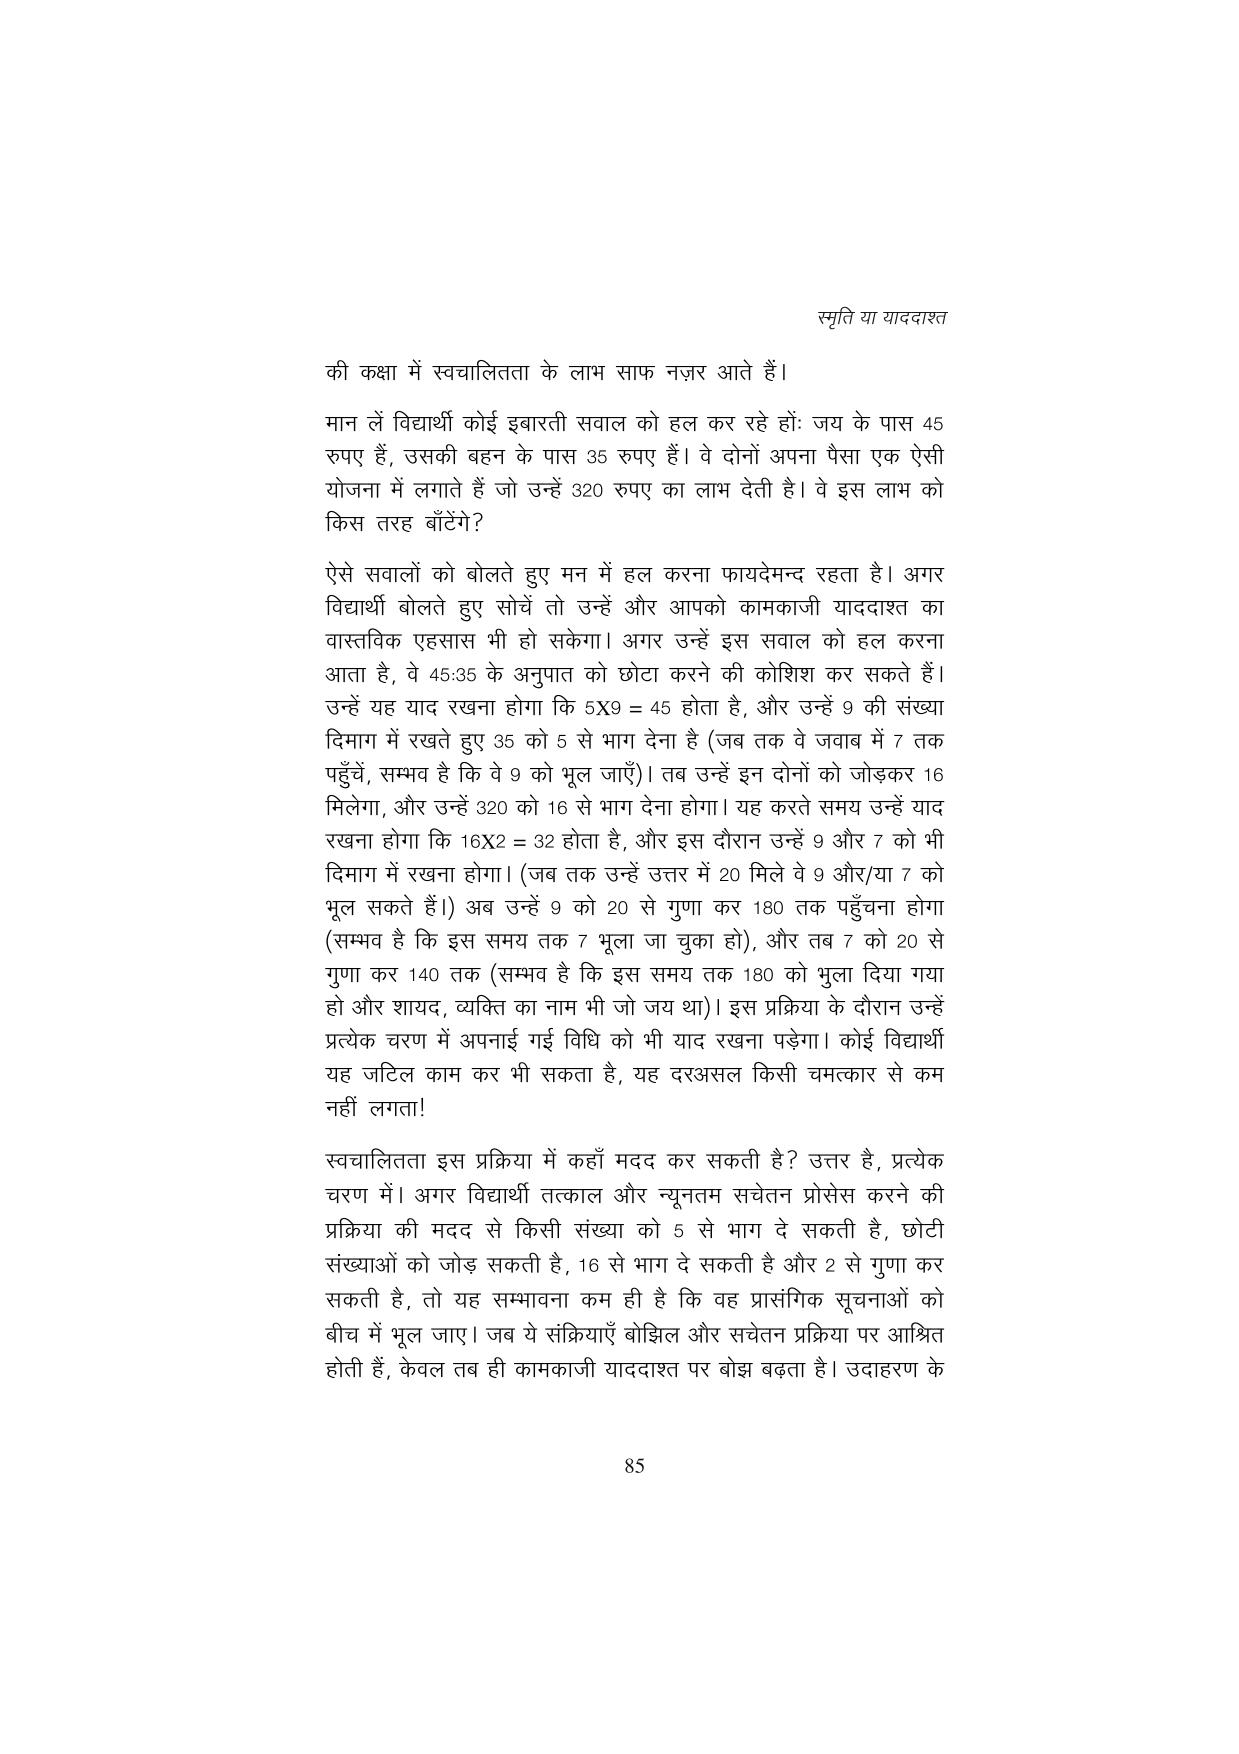 स्मृति या याददाश्त
की कक्षा में स्वचालितता के लाभ साफ नज़र आते हैं।
मान लें विद्यार्थी कोई इबारती सवाल को हल कर रहे हों: जय के पास 45
रुपए हैं, उसकी बहन के पास 35 रुपए हैं। वे दोनों अपना पैसा एक ऐसी
योजना में लगाते हैं जो उन्हें 320 रुपए का लाभ देती है। वे इस लाभ को
किस तरह बाँटेंगे?
ऐसे सवालों को बोलते हुए मन में हल करना फायदेमन्द रहता है। अगर
विद्यार्थी बोलते हुए सोचें तो उन्हें और आपको कामकाजी याददाश्त का
वास्तविक एहसास भी हो सकेगा। अगर उन्हें इस सवाल को हल करना
आता है, वे 45:35 के अनुपात को छोटा करने की कोशिश कर सकते हैं।
उन्हें यह याद रखना होगा कि 5X9 = 45 होता है, और उन्हें 9 की संख्या
दिमाग में रखते हुए 35 को 5 से भाग देना है (जब तक वे जवाब में 7 तक
पहुँचें, सम्भव है कि वे 9 को भूल जाएँ)। तब उन्हें इन दोनों को जोड़कर 16
मिलेगा, और उन्हें 320 को 16 से भाग देना होगा। यह करते समय उन्हें याद
रखना होगा कि 16X2 = 32 होता है, और इस दौरान उन्हें 9 और 7 को भी
दिमाग में रखना होगा। (जब तक उन्हें उत्तर में 20 मिले वे 9 और/या 7 को
भूल सकते हैं।) अब उन्हें 9 को 20 से गुणा कर 180 तक पहुँचना होगा
(सम्भव है कि इस समय तक 7 भूला जा चुका हो), और तब 7 को 20 से
गुणा कर 140 तक (सम्भव है कि इस समय तक 180 को भुला दिया गया
हो और शायद, व्यक्ति का नाम भी जो जय था)। इस प्रक्रिया के दौरान उन्हें
प्रत्येक चरण में अपनाई गई विधि को भी याद रखना पड़ेगा। कोई विद्यार्थी
यह जटिल काम कर भी सकता है, यह दरअसल किसी चमत्कार से कम
नहीं लगता!
स्वचालितता इस प्रक्रिया में कहाँ मदद कर सकती है? उत्तर है, प्रत्येक
चरण में। अगर विद्यार्थी तत्काल और न्यूनतम सचेतन प्रोसेस करने की
प्रक्रिया की मदद से किसी संख्या को 5 से भाग दे सकती है, छोटी
संख्याओं को जोड़ सकती है, 16 से भाग दे सकती है और 2 से गुणा कर
सकती है, तो यह सम्भावना कम ही है कि वह प्रासंगिक सूचनाओं को
बीच में भूल जाए। जब ये संक्रियाएँ बोझिल और सचेतन प्रक्रिया पर आश्रित
होती हैं, केवल तब ही कामकाजी याददाश्त पर बोझ बढ़ता है। उदाहरण के
85